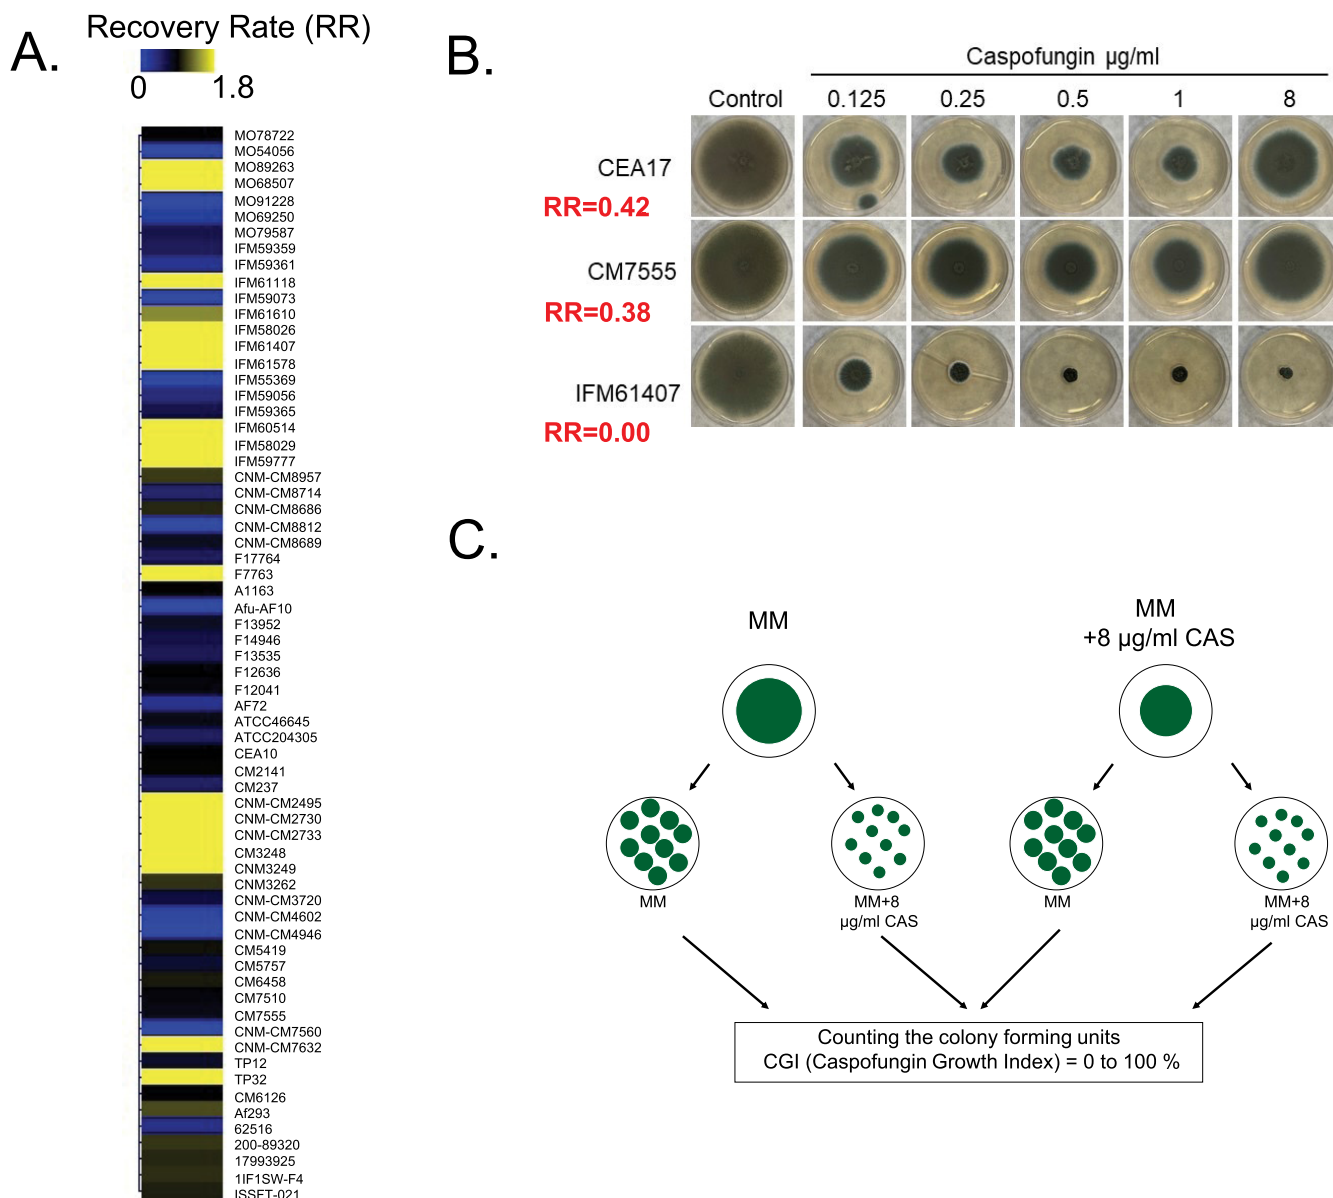 A.
Recovery Rate (RR)
0
1.8
MO78722
MO54056
MO89263
MO68507
MO91228
MO69250
MO79587
IFM59359
IFM59361
IFM61118
IFM59073
IFM61610
IFM58026
IFM61407
IFM61578
IFM55369
IFM59056
IFM59365
IFM60514
IFM58029
IFM59777
CNM-CM8957
CNM-CM8714
CNM-CM8686
CNM-CM8812
CNM-CM8689
F17764
F7763
A1163
Afu-AF10
F13952
F14946
F13535
F12636
F12041
AF72
ATCC46645
ATCC204305
CEA10
CM2141
CM237
CNM-CM2495
CNM-CM2730
CNM-CM2733
CM3248
CNM3249
CNM3262
CNM-CM3720
CNM-CM4602
CNM-CM4946
CM5419
CM5757
CM6458
CM7510
CM7555
CNM-CM7560
CNM-CM7632
TP12
TP32
CM6126
Af293
62516
200-89320
17993925
1IF1SW-F4
ISSFT-021
B.
Caspofungin µg/ml
Control 0.125 0.25 0.5 1 8
CEA17
RR=0.42
CM7555
RR=0.38
IFM61407
RR=0.00
C.
MM
MM
+8 µg/ml CAS
MM
MM+8
µg/ml CAS
MM
MM+8
µg/ml CAS
Counting the colony forming units
CGI (Caspofungin Growth Index) = 0 to 100 %